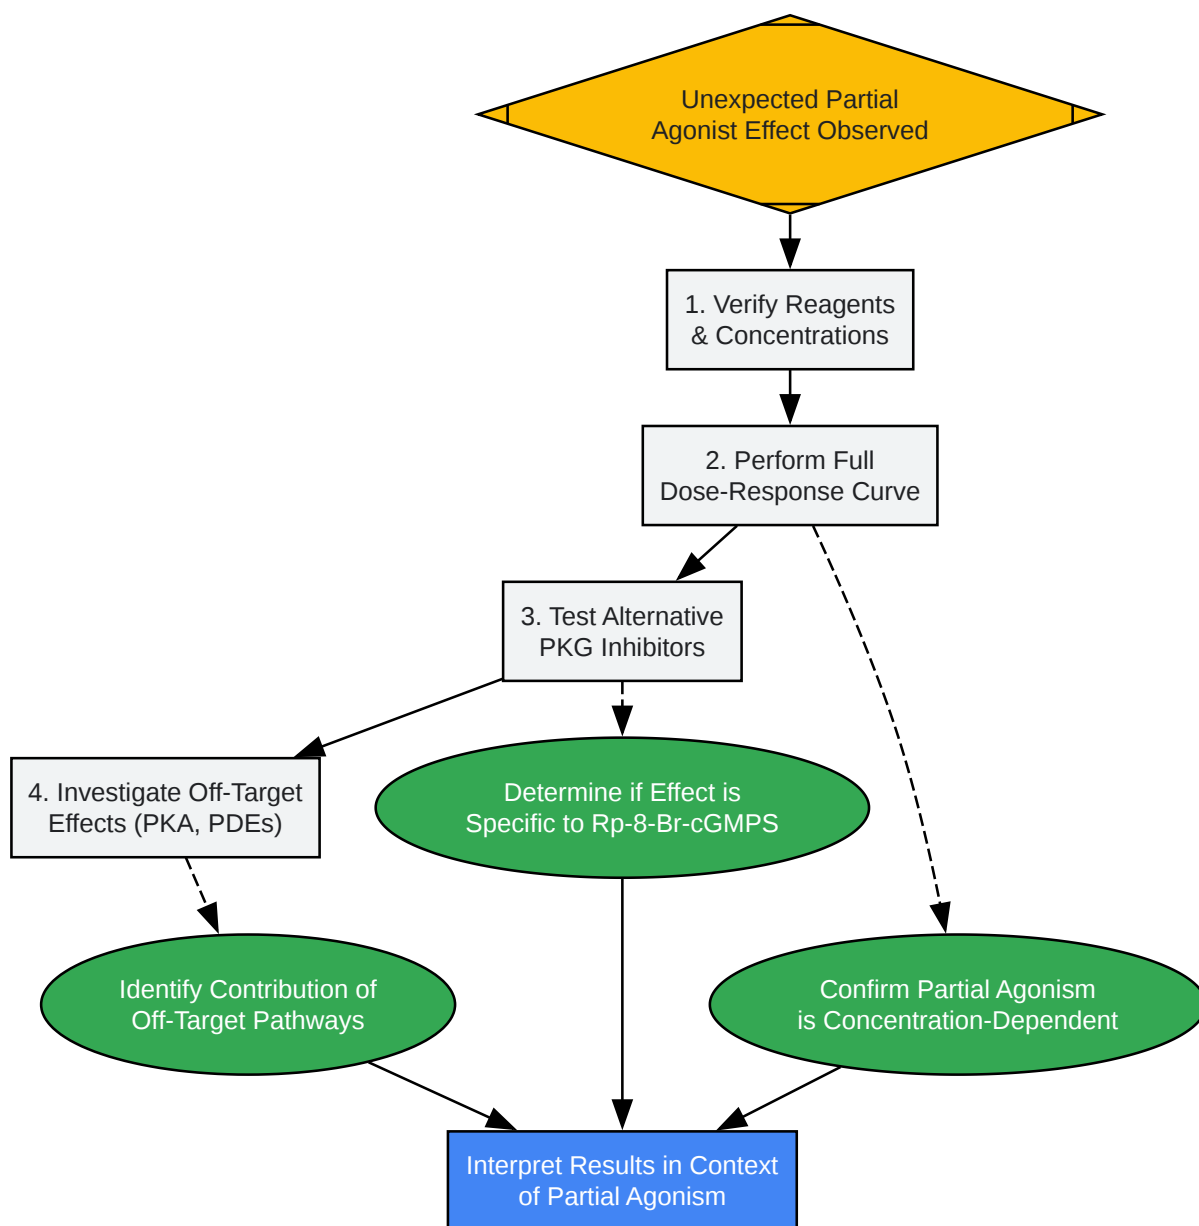 Unexpected Partial
Agonist Effect Observed
1. Verify Reagents
& Concentrations
2. Perform Full
Dose-Response Curve
3. Test Alternative
PKG Inhibitors
4. Investigate Off-Target
Effects (PKA, PDEs)
Determine if Effect is
Specific to Rp-8-Br-cGMPS
Identify Contribution of
Off-Target Pathways
Confirm Partial Agonism
is Concentration-Dependent
Interpret Results in Context
of Partial Agonism